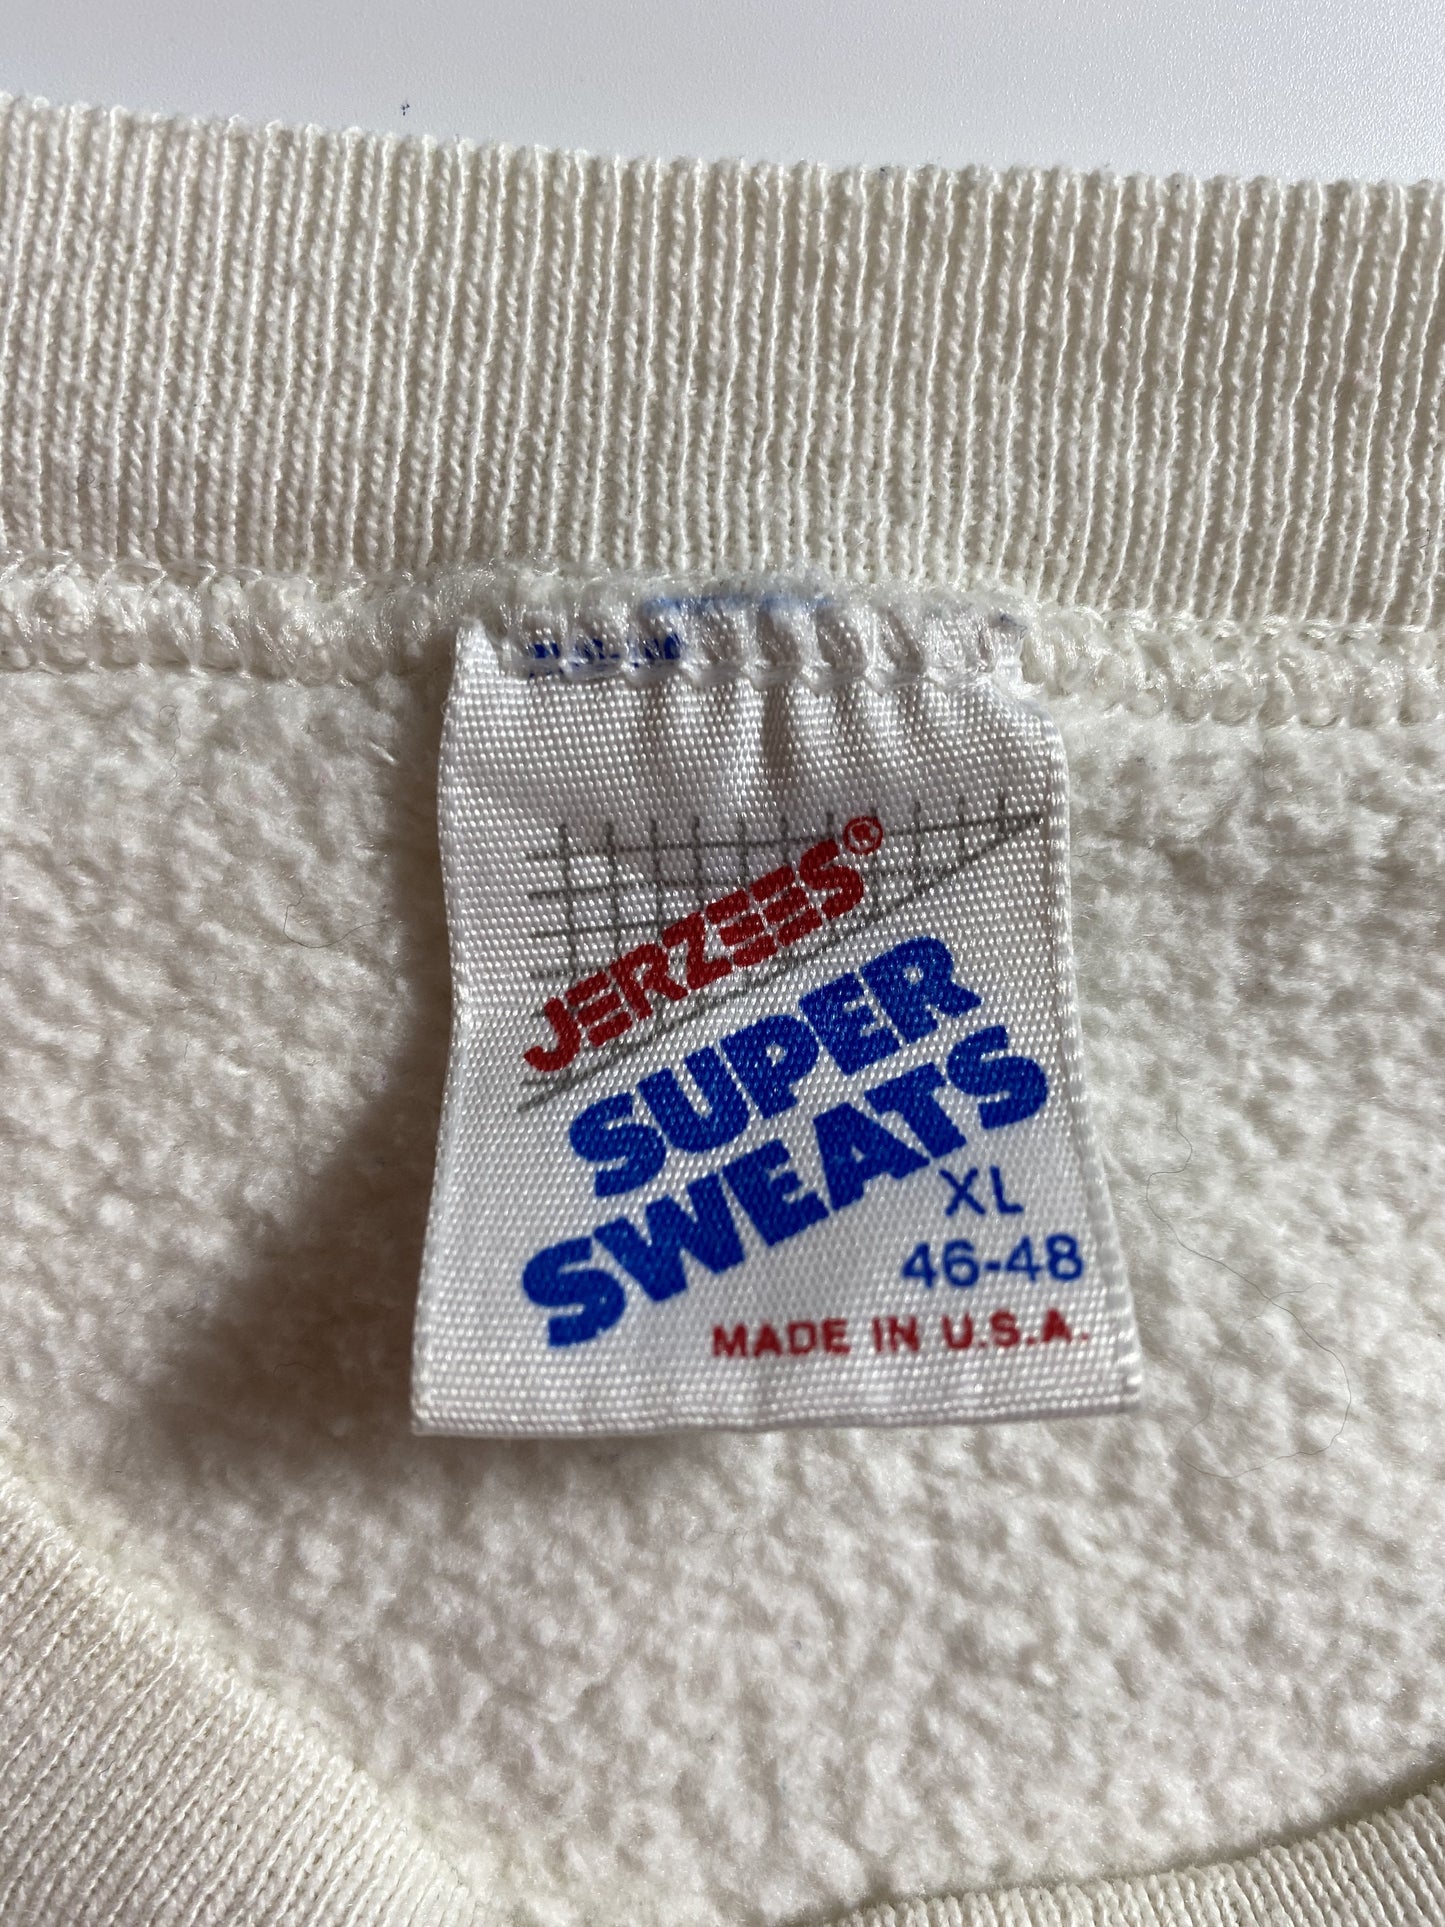 JERZEES®
SUPER
SWEATS
XL
46-48
MADE IN U.S.A.